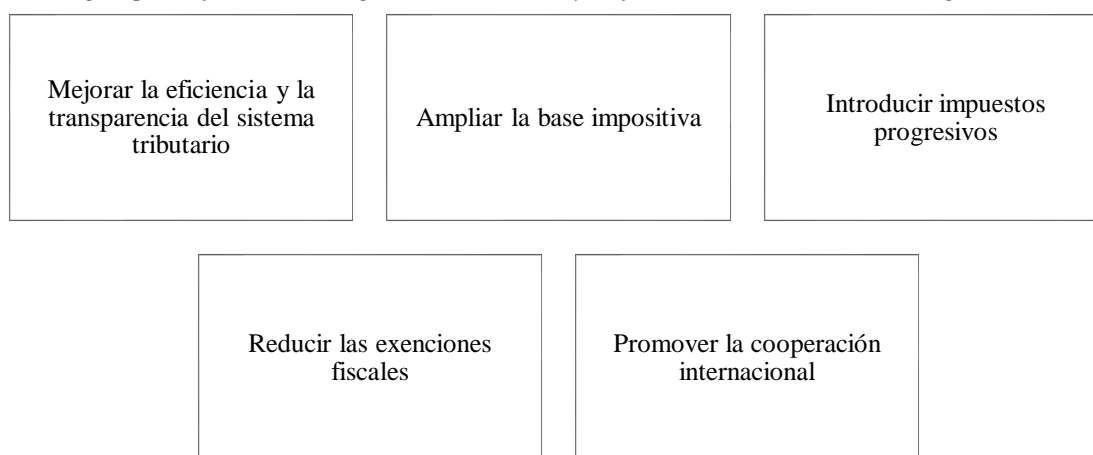 Mejorar la eficiencia y la
transparencia del sistema
tributario
Ampliar la base impositiva
Introducir impuestos
progresivos
Reducir las exenciones
fiscales
Promover la cooperación
internacional